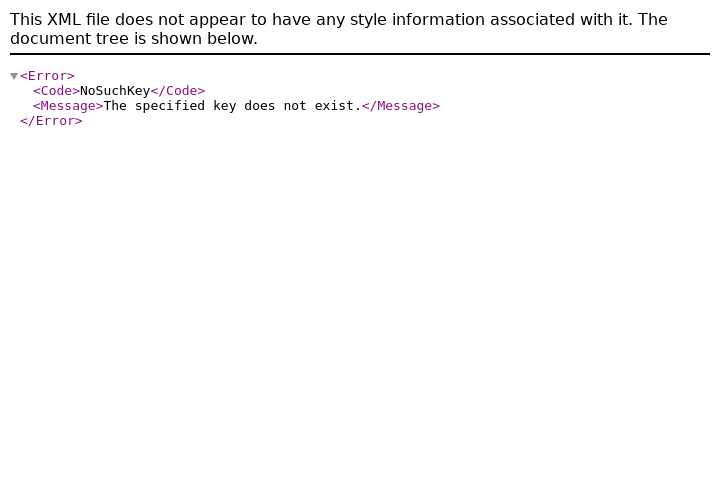 This XML file does not appear to have any style information associated with it. The
document tree is shown below.
<Error>
<Code>NoSuchKey</Code>
<Message>The specified key does not exist.</Message>
</Error>